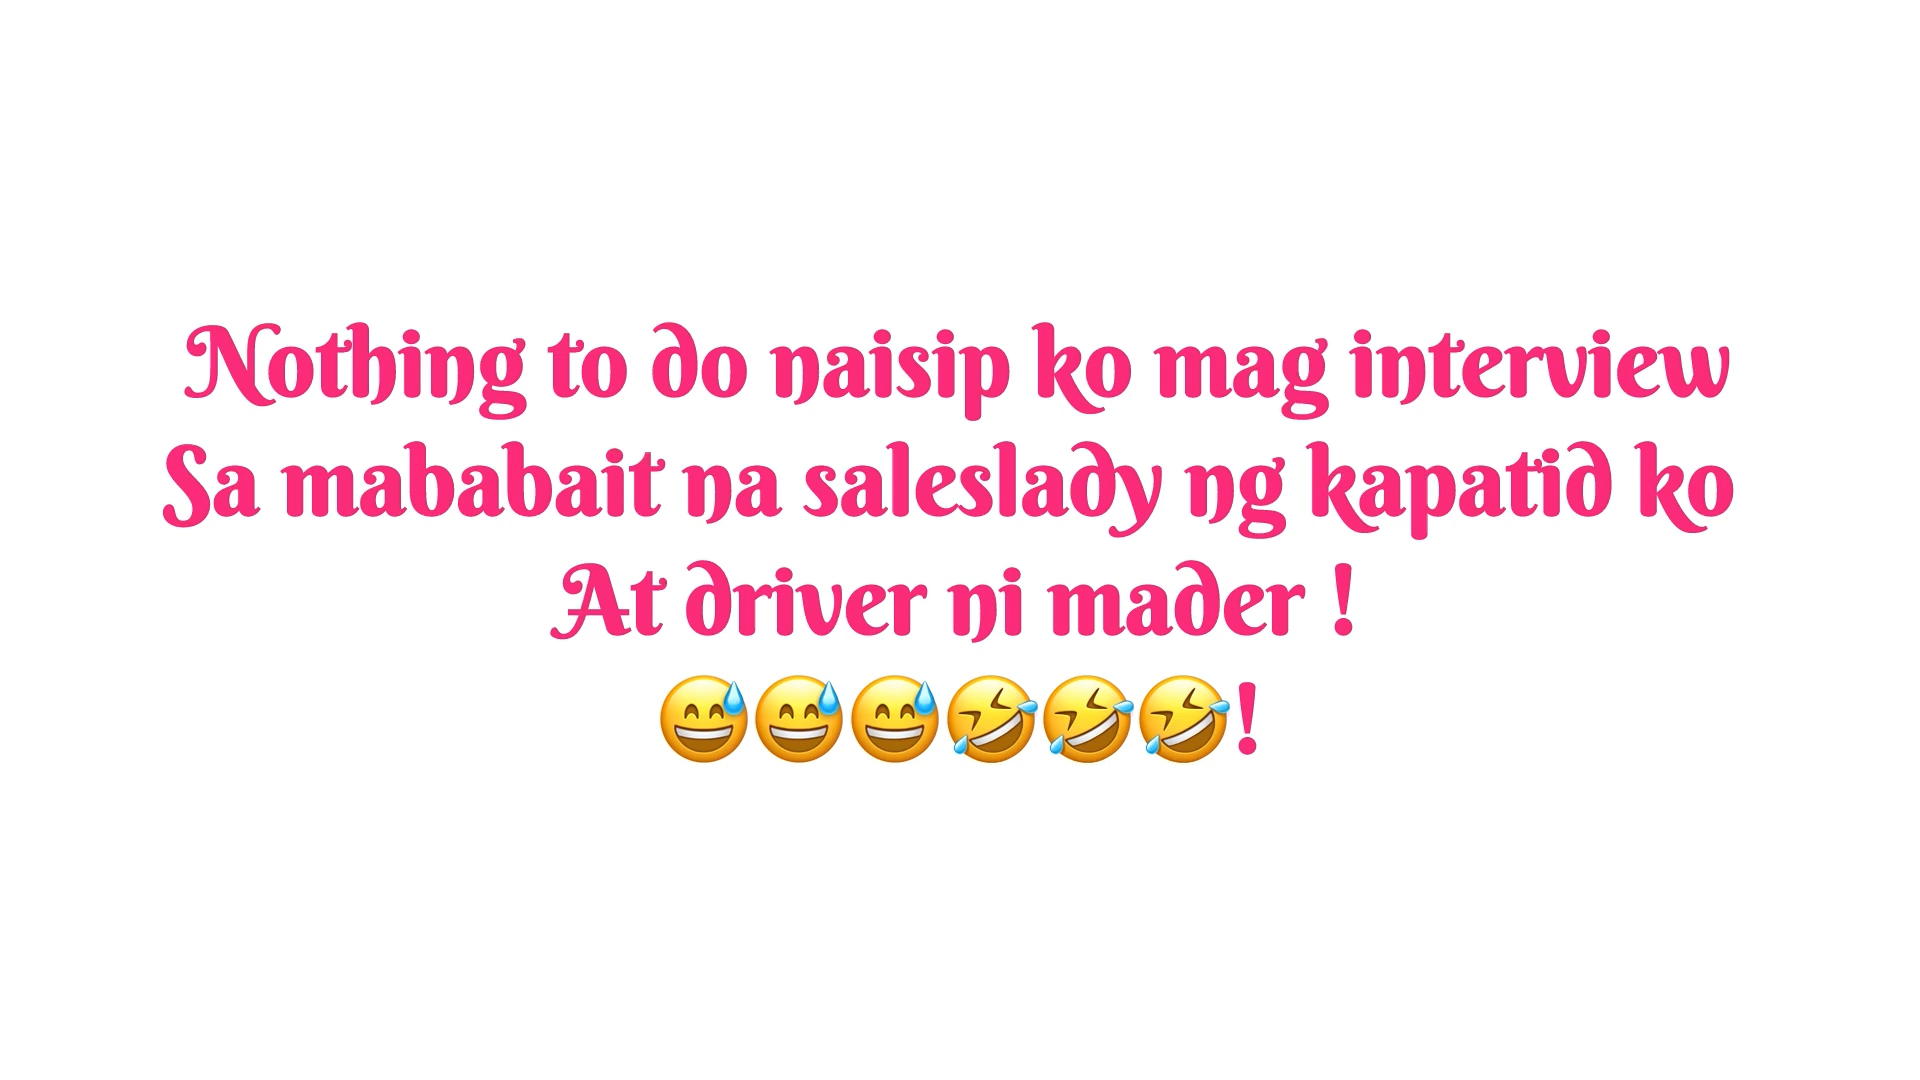 Nothing to do naisip ko mag interview
Sa mababait na saleslady ng kapatid ko
At driver ni mader !
😅😅😅🤣🤣🤣!